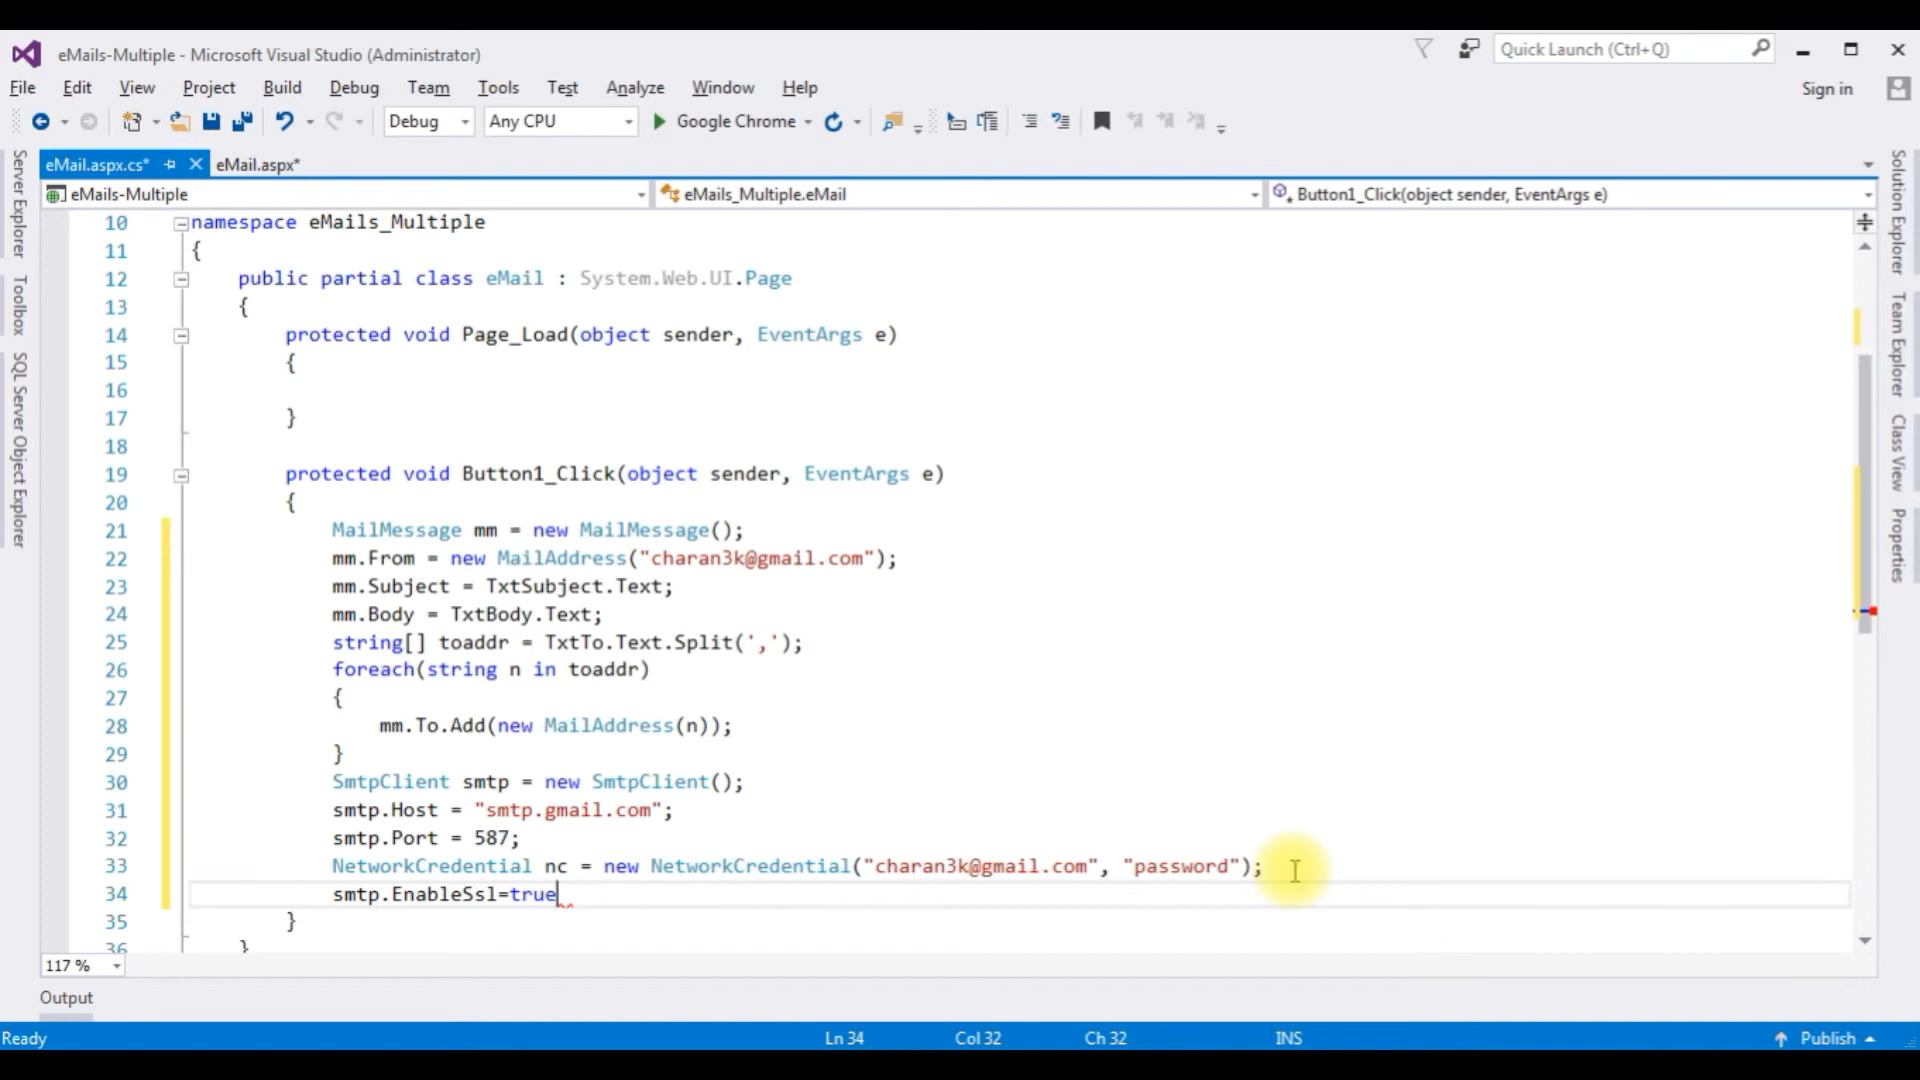 eMails-Multiple - Microsoft Visual Studio (Administrator)
Quick Launch (Ctrl+Q)
File Edit View Project Build Debug Team Tools Test Analyze Window Help
Sign in
Debug Any CPU Google Chrome
eMail.aspx.cs* eMail.aspx*
eMails-Multiple eMails_Multiple.eMail Button1_Click(object sender, EventArgs e)
Server Explorer
Toolbox
SQL Server Object Explorer
Solution Explorer
Team Explorer
Class View
Properties
10 namespace eMails_Multiple
11 {
12 public partial class eMail : System.Web.UI.Page
13 {
14 protected void Page_Load(object sender, EventArgs e)
15 {
16
17 }
18
19 protected void Button1_Click(object sender, EventArgs e)
20 {
21 MailMessage mm = new MailMessage();
22 mm.From = new MailAddress("charan3k@gmail.com");
23 mm.Subject = TxtSubject.Text;
24 mm.Body = TxtBody.Text;
25 string[] toaddr = TxtTo.Text.Split(',');
26 foreach(string n in toaddr)
27 {
28 mm.To.Add(new MailAddress(n));
29 }
30 SmtpClient smtp = new SmtpClient();
31 smtp.Host = "smtp.gmail.com";
32 smtp.Port = 587;
33 NetworkCredential nc = new NetworkCredential("charan3k@gmail.com", "password");
34 smtp.EnableSsl=true
35 }
36 }
117 %
Output
Ready Ln 34 Col 32 Ch 32 INS Publish